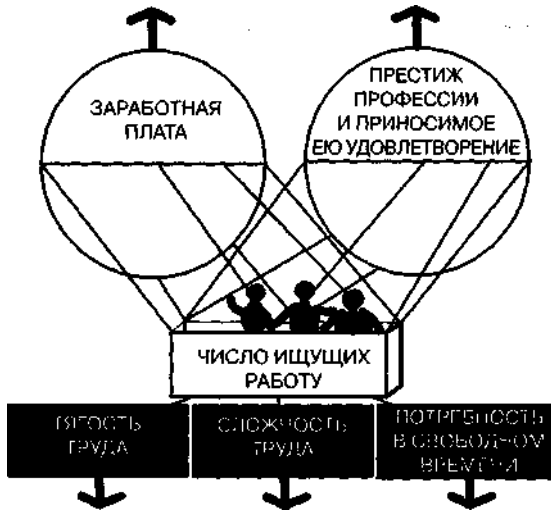 ЗАРАБОТНАЯ
ПЛАТА
ПРЕСТИЖ
ПРОФЕССИИ
И ПРИНОСИМОЕ
ЕЮ УДОВЛЕТВОРЕНИЕ
ЧИСЛО ИЩУЩИХ
РАБОТУ
ТЯГОСТЬ
ТРУДА
СЛОЖНОСТЬ
ТРУДА
ПОТРЕБНОСТЬ
В СВОБОДНОМ
ВРЕМЕНИ